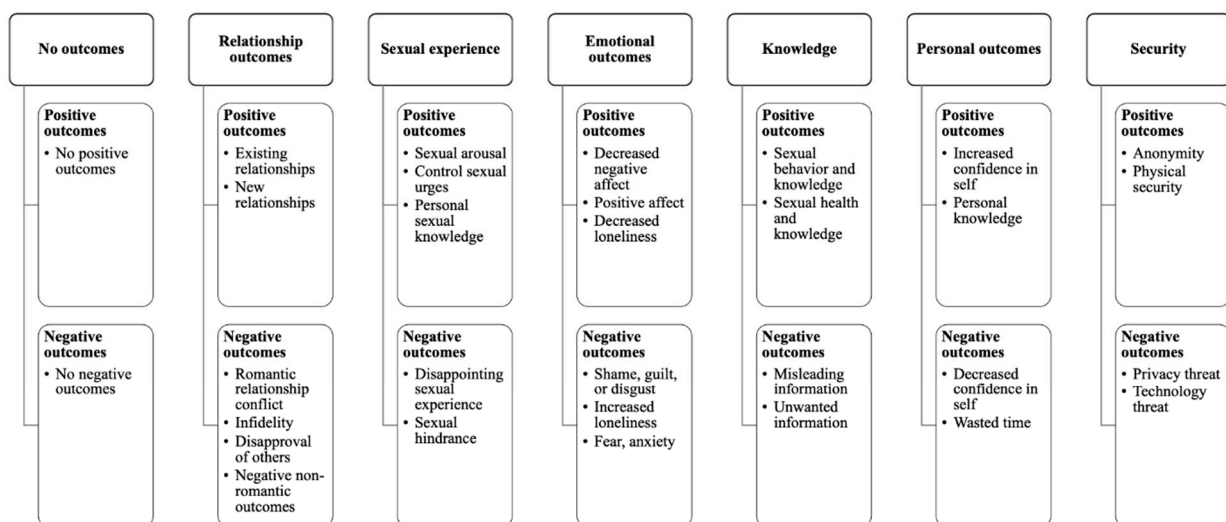 No outcomes
Relationship
outcomes
Sexual experience
Emotional
outcomes
Knowledge
Personal outcomes
Security
Positive
outcomes
• No positive
outcomes
Positive
outcomes
• Existing
relationships
• New
relationships
Positive
outcomes
• Sexual arousal
• Control sexual
urges
• Personal
sexual
knowledge
Positive
outcomes
• Decreased
negative
affect
• Positive affect
• Decreased
loneliness
Positive
outcomes
• Sexual
behavior and
knowledge
• Sexual health
and
knowledge
Positive
outcomes
• Increased
confidence in
self
• Personal
knowledge
Positive
outcomes
• Anonymity
• Physical
security
Negative
outcomes
• No negative
outcomes
Negative
outcomes
• Romantic
relationship
conflict
• Infidelity
• Disapproval
of others
• Negative non-
romantic
outcomes
Negative
outcomes
• Disappointing
sexual
experience
• Sexual
hindrance
Negative
outcomes
• Shame, guilt,
or disgust
• Increased
loneliness
• Fear, anxiety
Negative
outcomes
• Misleading
information
• Unwanted
information
Negative
outcomes
• Decreased
confidence in
self
• Wasted time
Negative
outcomes
• Privacy threat
• Technology
threat